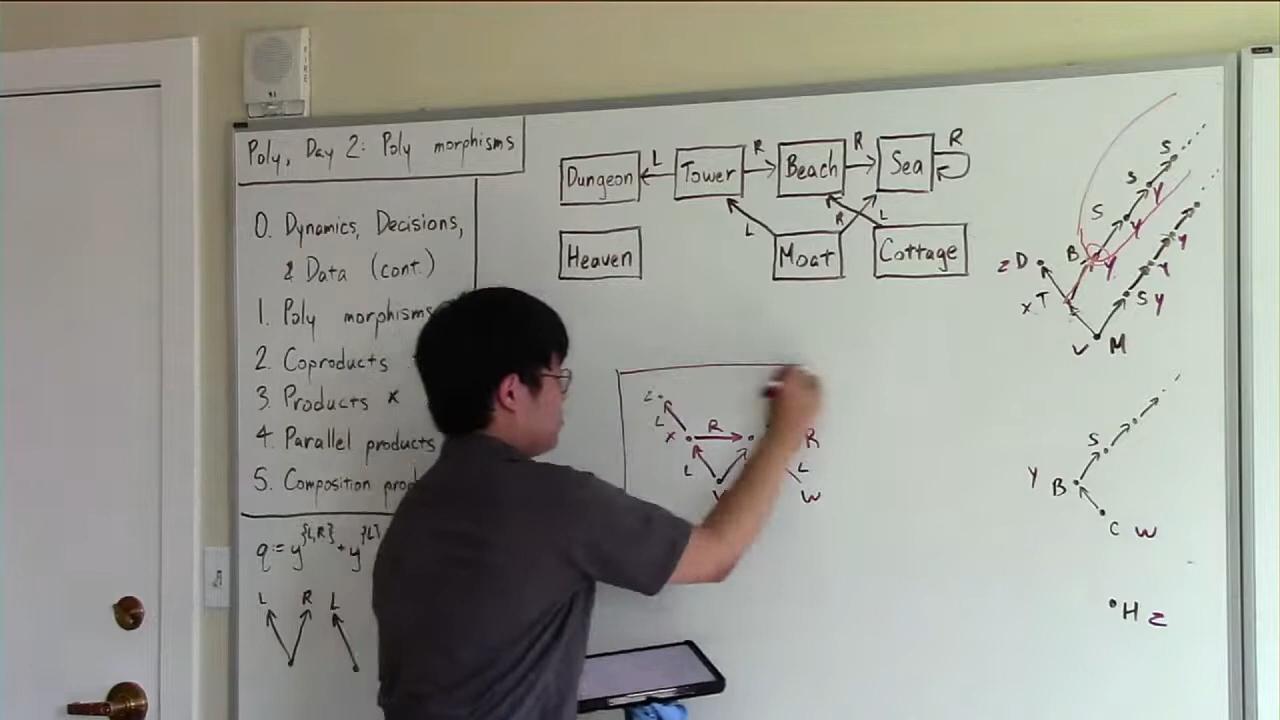 FIRE
Poly, Day 2: Poly morphisms
0. Dynamics, Decisions,
& Data (cont.)
1. Poly morphisms
2. Coproducts
3. Products ×
4. Parallel products
5. Composition
q := y^{L,R} + y^{L}
L R L
L R R R
Dungeon Tower Beach Sea
L R L
Heaven Moat Cottage
z
L R R
x
L L
v w
S
S Y
S Y
B Y Y
z D Y
x T S Y
v M
S
Y B
C w
H z